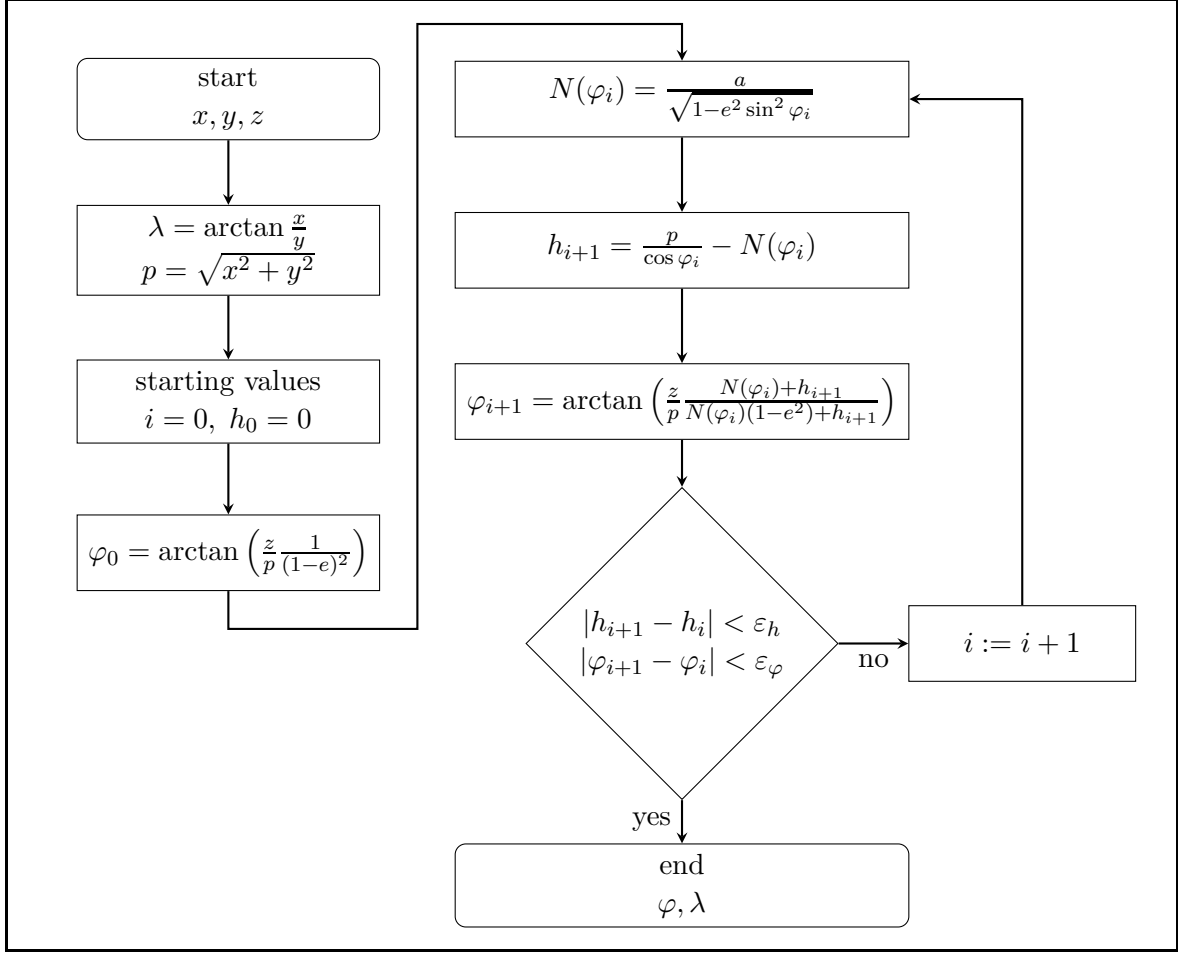 start
x, y, z
λ = arctan x/y
p = √(x² + y²)
starting values
i = 0, h₀ = 0
φ₀ = arctan (z/p 1/(1−e)²)
N(φᵢ) = a/√(1−e² sin² φᵢ)
hᵢ₊₁ = p/cos φᵢ − N(φᵢ)
φᵢ₊₁ = arctan (z/p (N(φᵢ)+hᵢ₊₁)/(N(φᵢ)(1−e²)+hᵢ₊₁))
|hᵢ₊₁ − hᵢ| < εₕ
|φᵢ₊₁ − φᵢ| < ε_φ
no
i := i + 1
yes
end
φ, λ